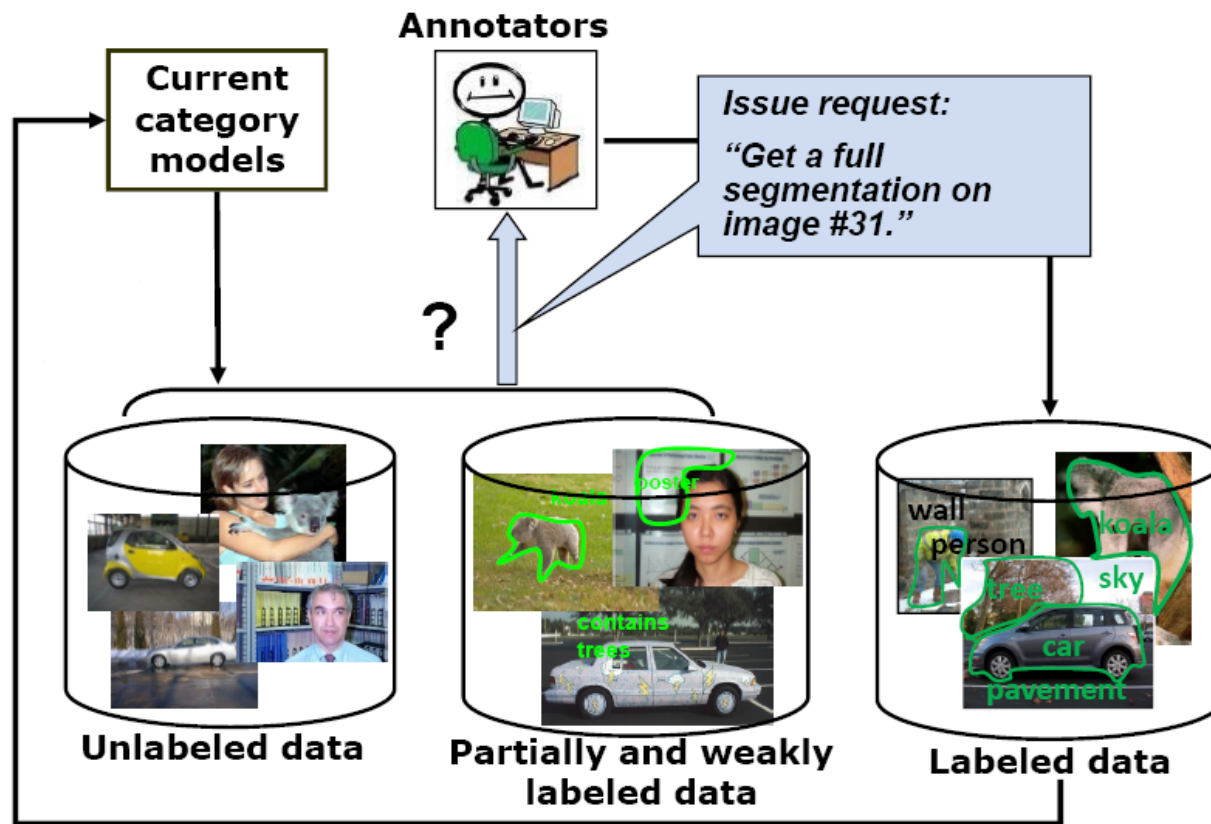 Annotators
Current
category
models
Issue request:
“Get a full
segmentation on
image #31.”
?
koala
poster
contains
trees
wall
person
koala
sky
tree
car
pavement
Unlabeled data
Partially and weakly
labeled data
Labeled data